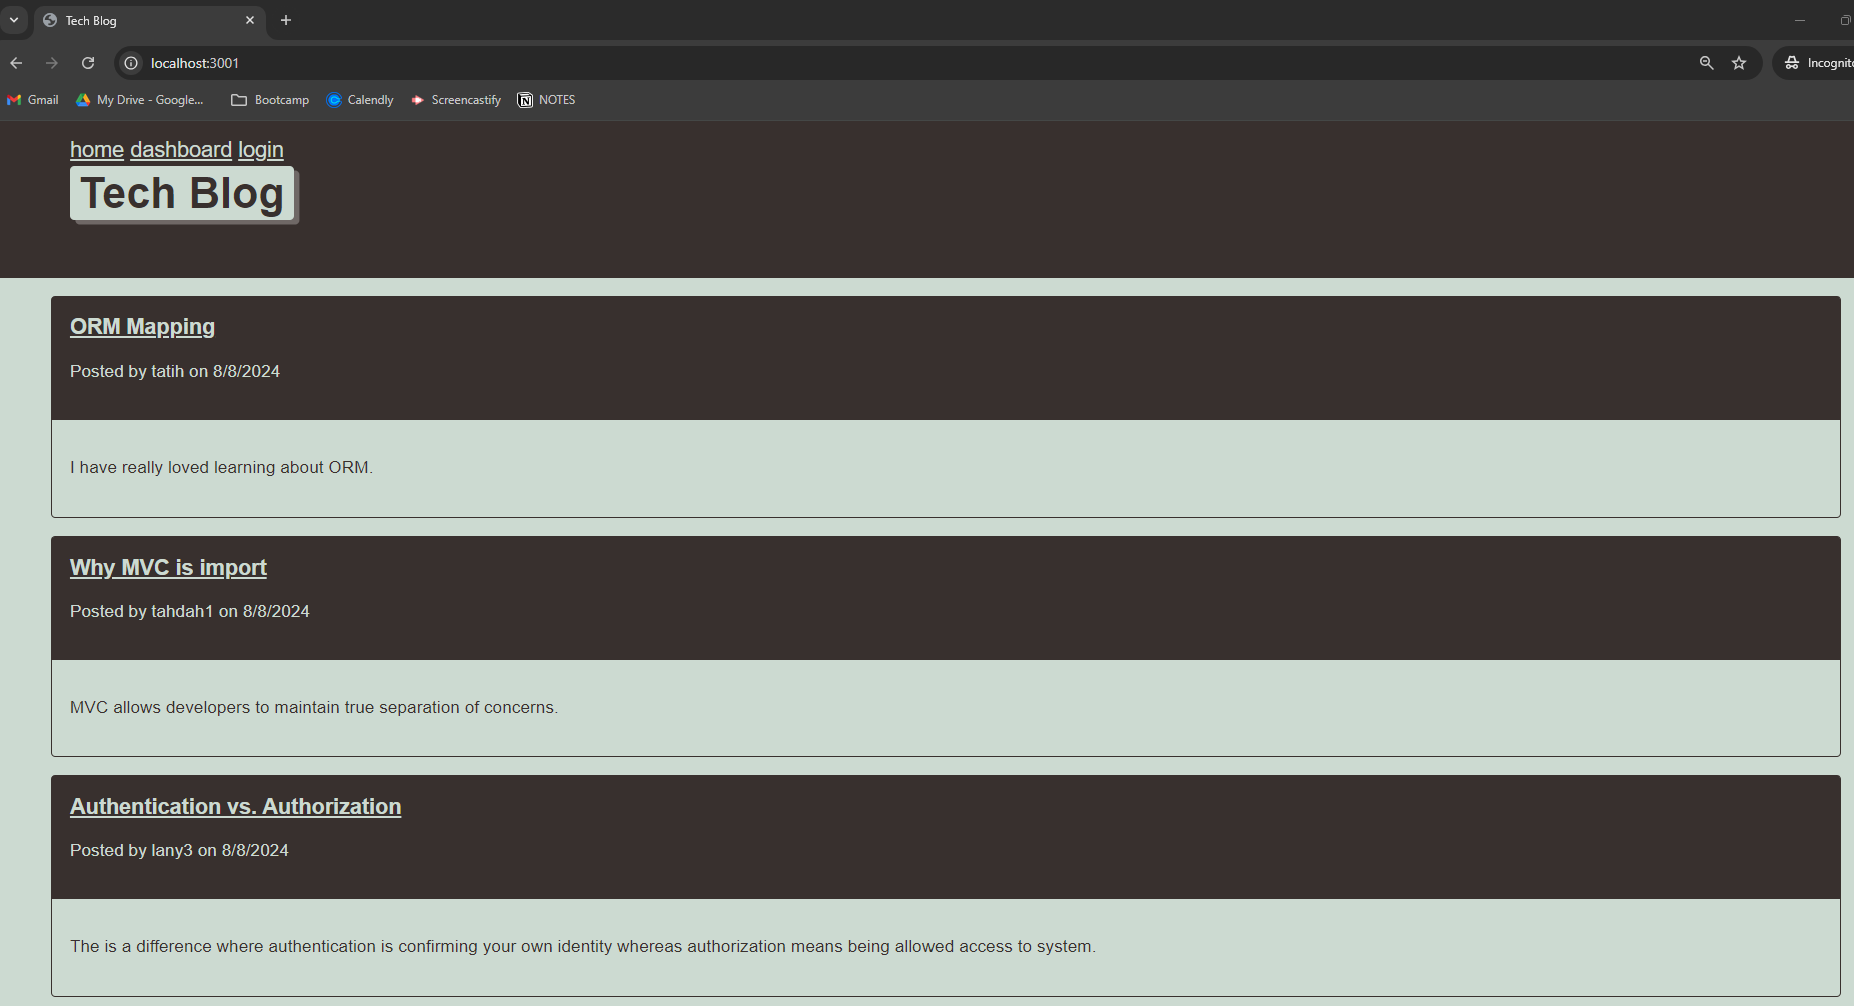 Tech Blog
localhost:3001
Incognito
Gmail My Drive - Google... Bootcamp Calendly Screencastify NOTES
home dashboard login
Tech Blog
ORM Mapping
Posted by tatih on 8/8/2024
I have really loved learning about ORM.
Why MVC is import
Posted by tahdah1 on 8/8/2024
MVC allows developers to maintain true separation of concerns.
Authentication vs. Authorization
Posted by lany3 on 8/8/2024
The is a difference where authentication is confirming your own identity whereas authorization means being allowed access to system.